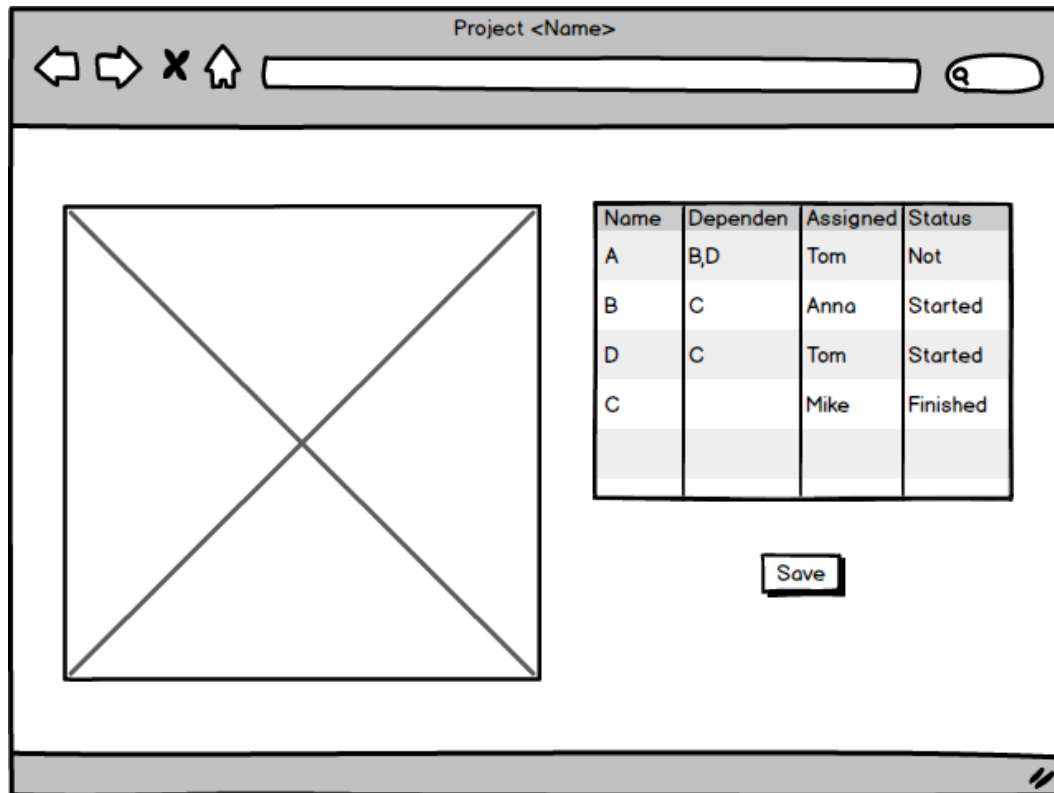 Project <Name>
Name Dependen Assigned Status
A B,D Tom Not
B C Anna Started
D C Tom Started
C Mike Finished
Save